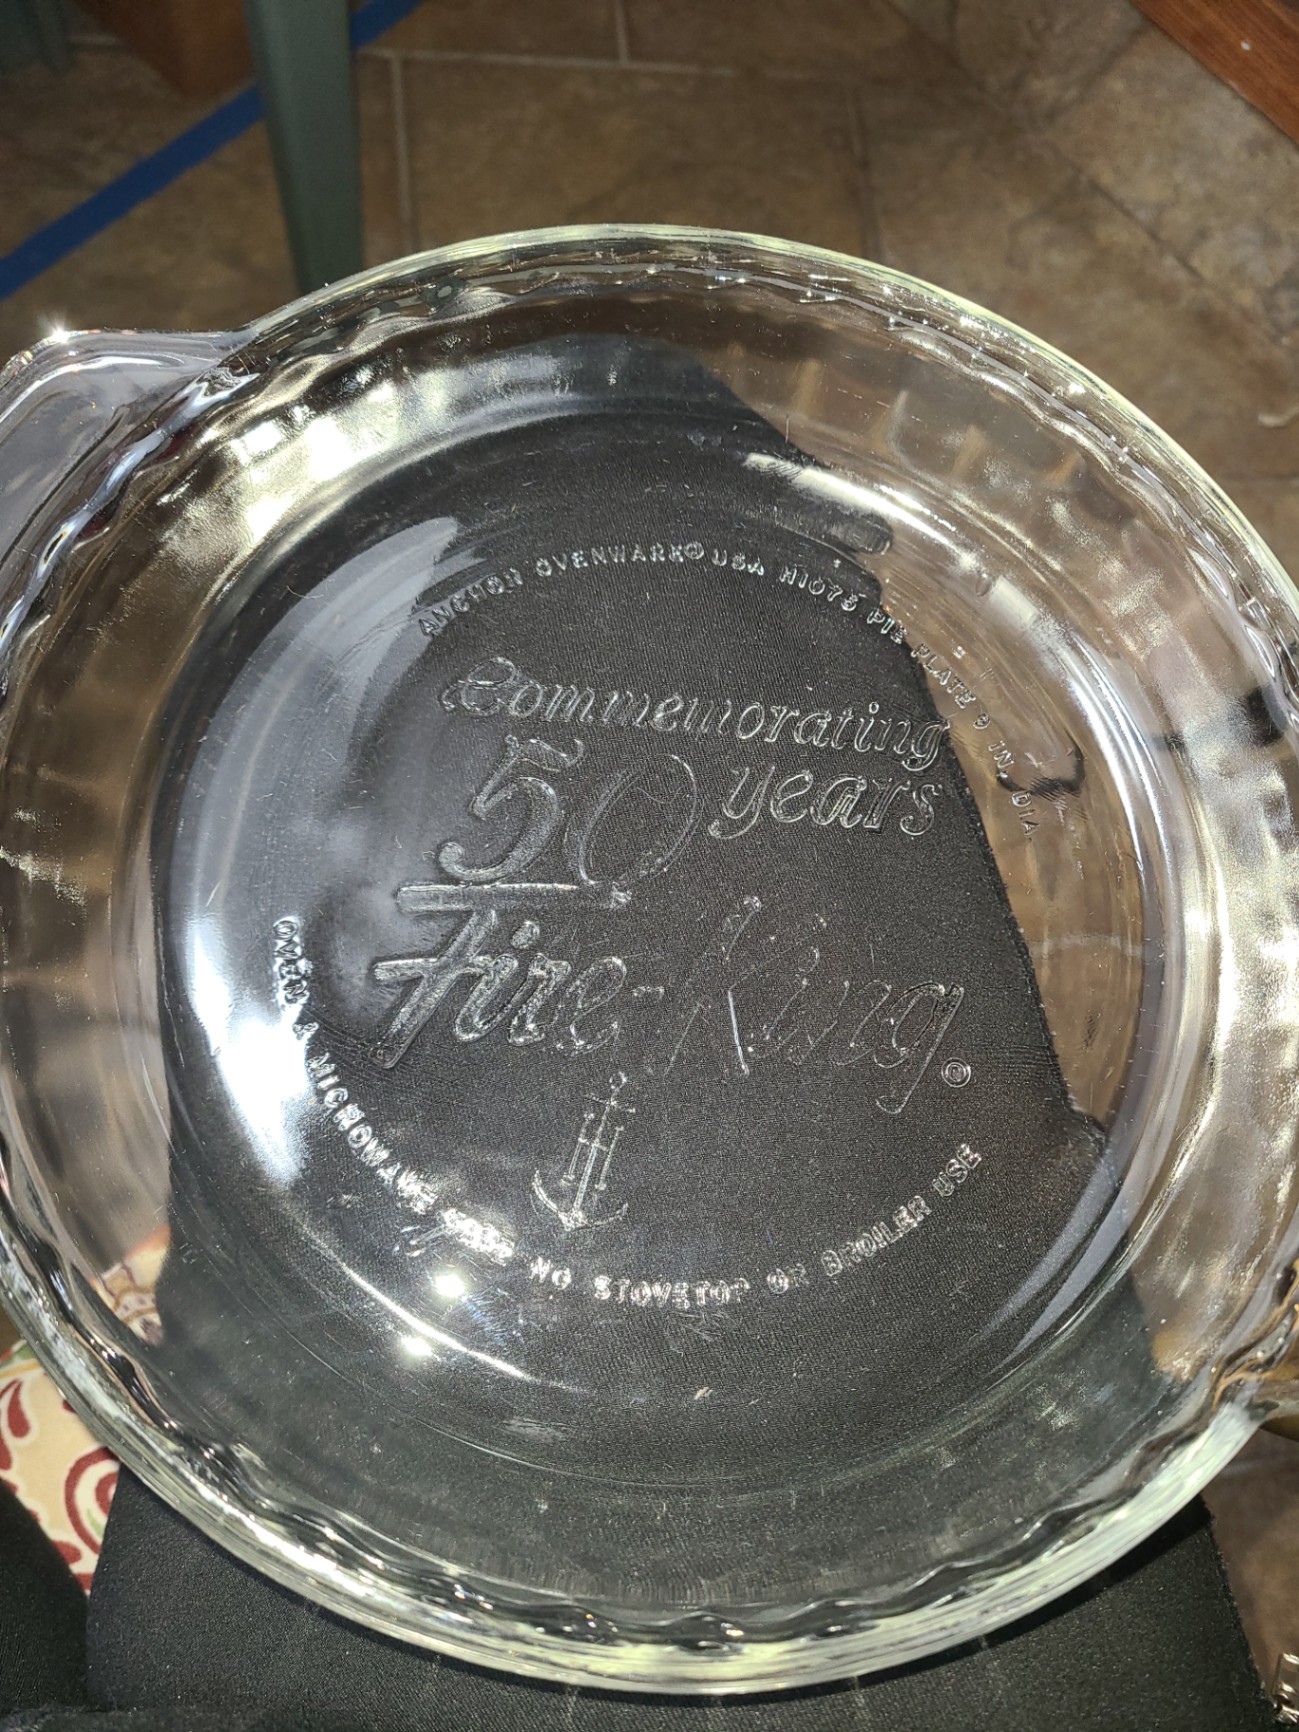 ANCHOR OVENWARE® USA H1075 PIE PLATE 9 IN. DIA.
Commemorating
50 years
Fire-King®
OVEN & MICROWAVE SAFE NO STOVETOP OR BROILER USE